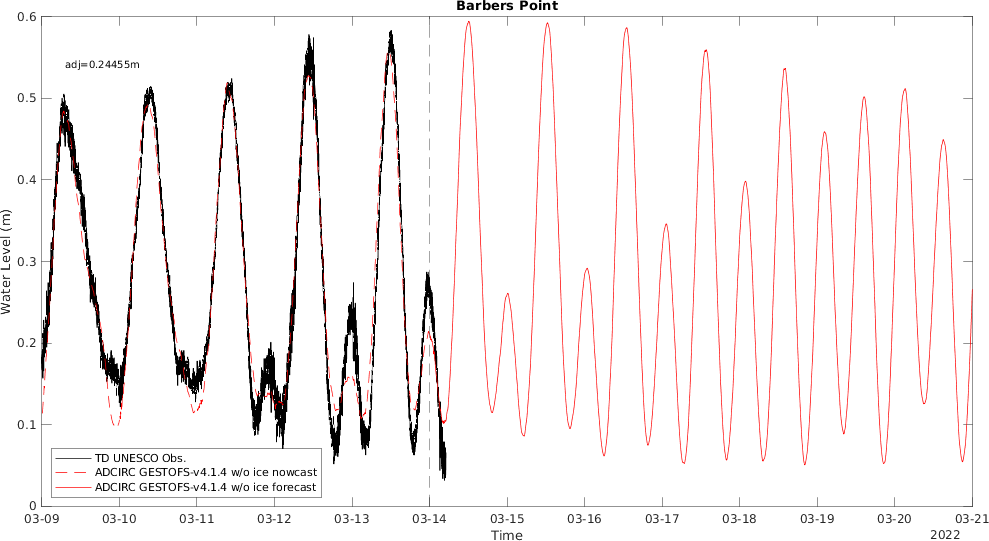 Barbers Point
0.6
adj=0.24455m
0.5
0.4
0.3
0.2
0.1
0
Water Level (m)
TD UNESCO Obs.
ADCIRC GESTOFS-v4.1.4 w/o ice nowcast
ADCIRC GESTOFS-v4.1.4 w/o ice forecast
03-09 03-10 03-11 03-12 03-13 03-14 03-15 03-16 03-17 03-18 03-19 03-20 03-21
Time
2022